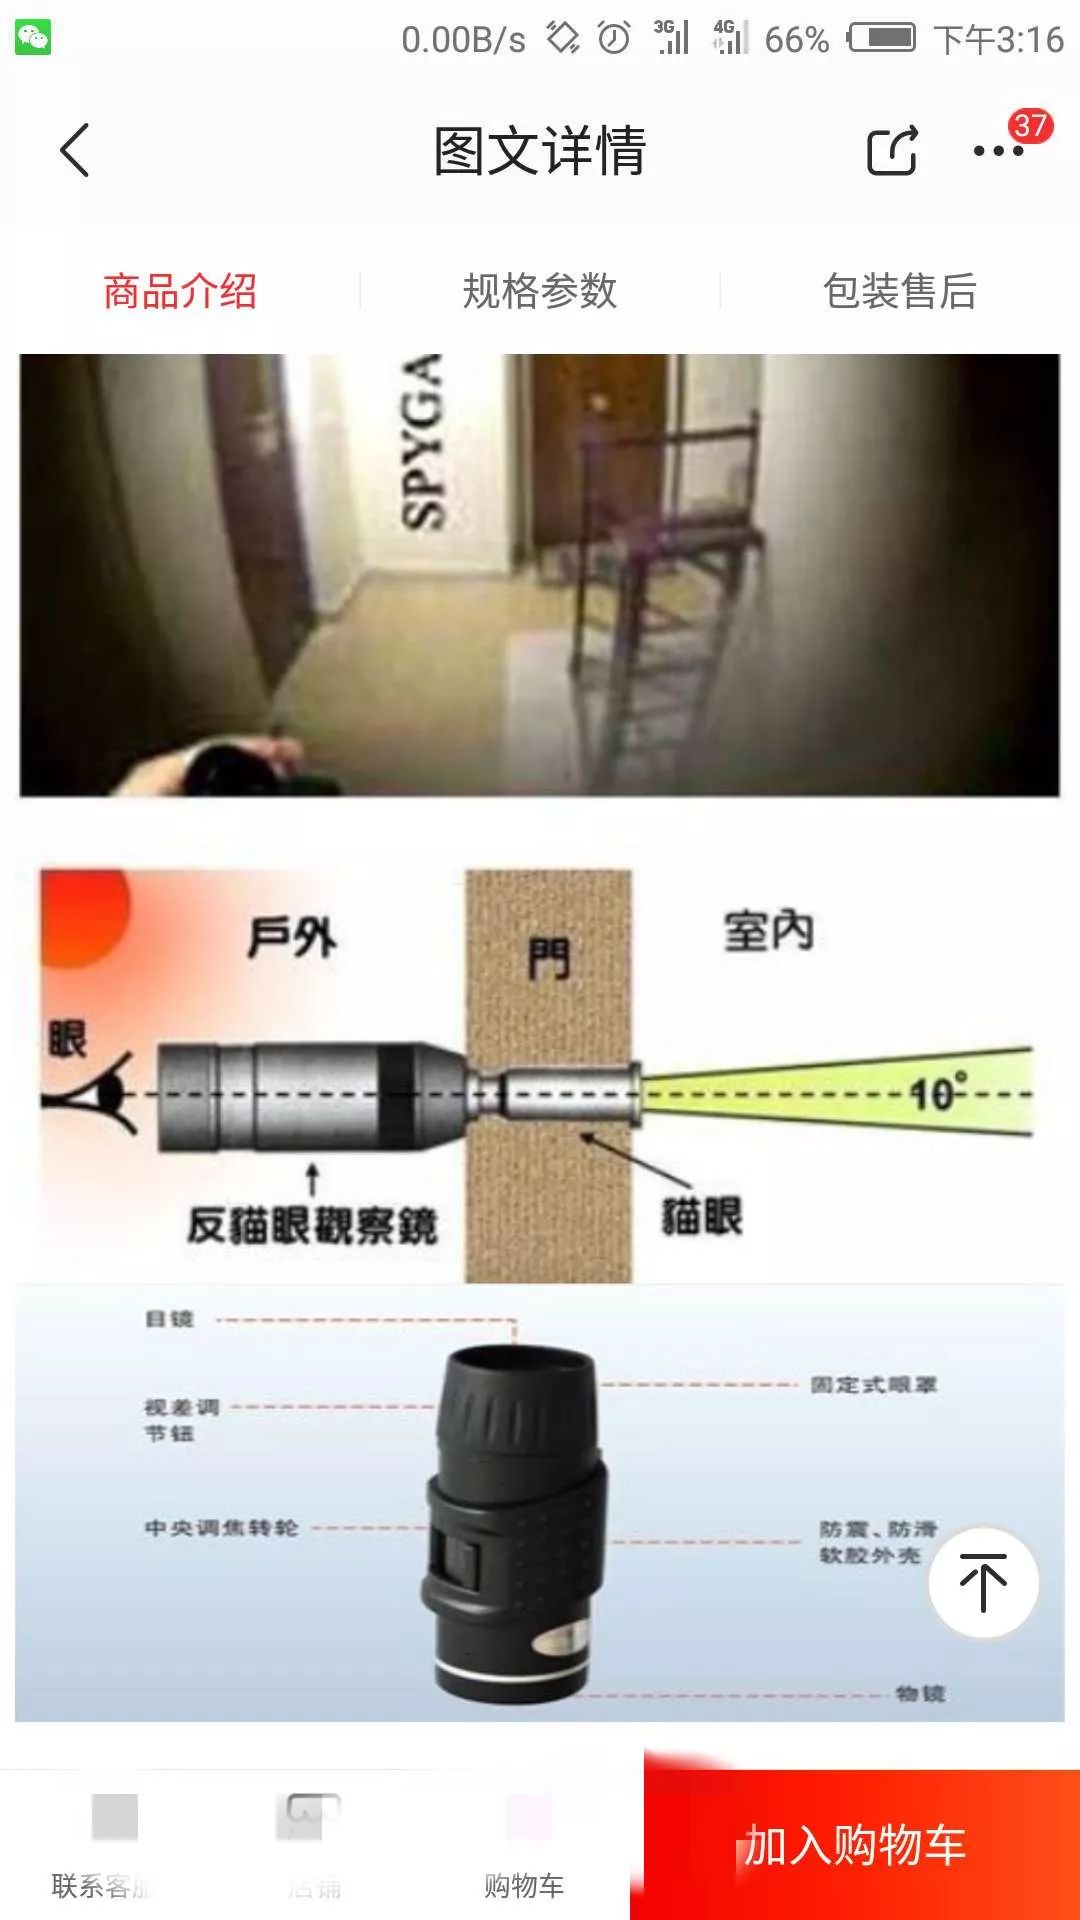 0.00B/s 3G 4G 66% 下午3:16
图文详情
37
商品介绍 规格参数 包装售后
SPYGA
戶外
門
室內
眼
10°
反貓眼觀察鏡
貓眼
目镜
固定式眼罩
视差调
节钮
中央调焦转轮
防震、防滑
软胶外壳
物镜
联系客服 店铺 购物车 加入购物车